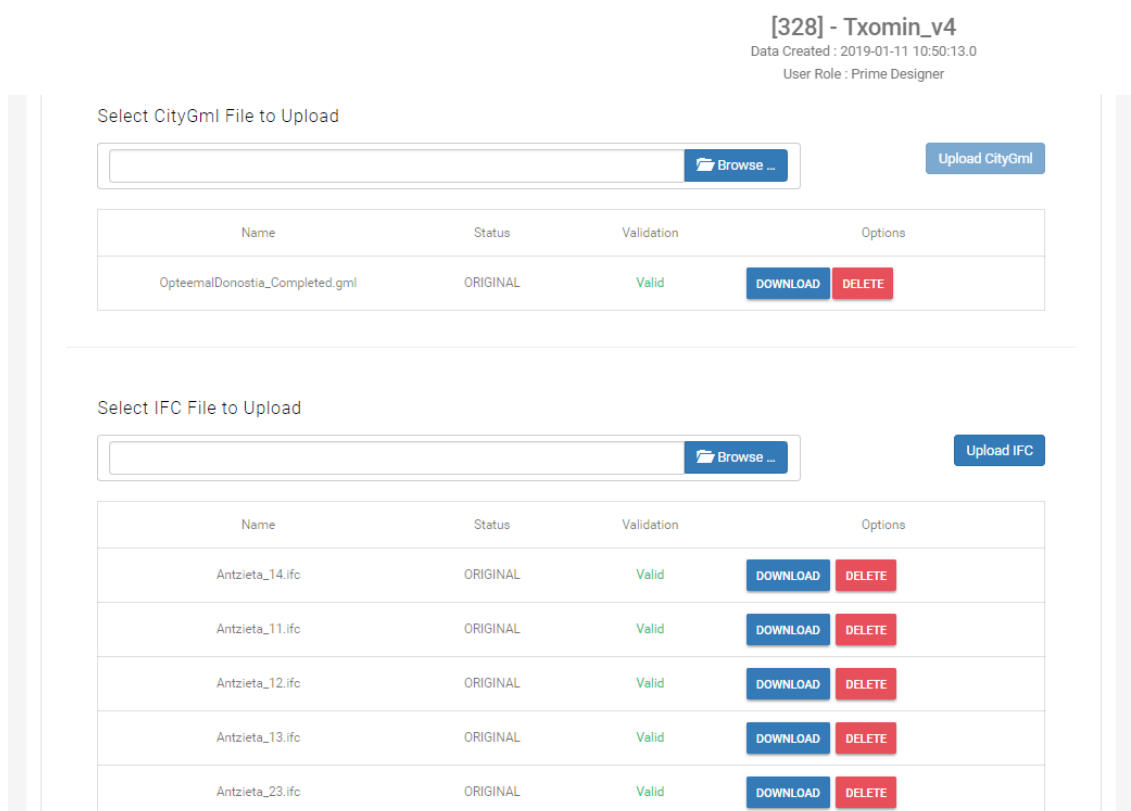 [328] - Txomin_v4
Data Created : 2019-01-11 10:50:13.0
User Role : Prime Designer
Select CityGml File to Upload
Browse ... Upload CityGml
Name Status Validation Options
OpteemalDonostia_Completed.gml ORIGINAL Valid DOWNLOAD DELETE
Select IFC File to Upload
Browse ... Upload IFC
Name Status Validation Options
Antzieta_14.ifc ORIGINAL Valid DOWNLOAD DELETE
Antzieta_11.ifc ORIGINAL Valid DOWNLOAD DELETE
Antzieta_12.ifc ORIGINAL Valid DOWNLOAD DELETE
Antzieta_13.ifc ORIGINAL Valid DOWNLOAD DELETE
Antzieta_23.ifc ORIGINAL Valid DOWNLOAD DELETE